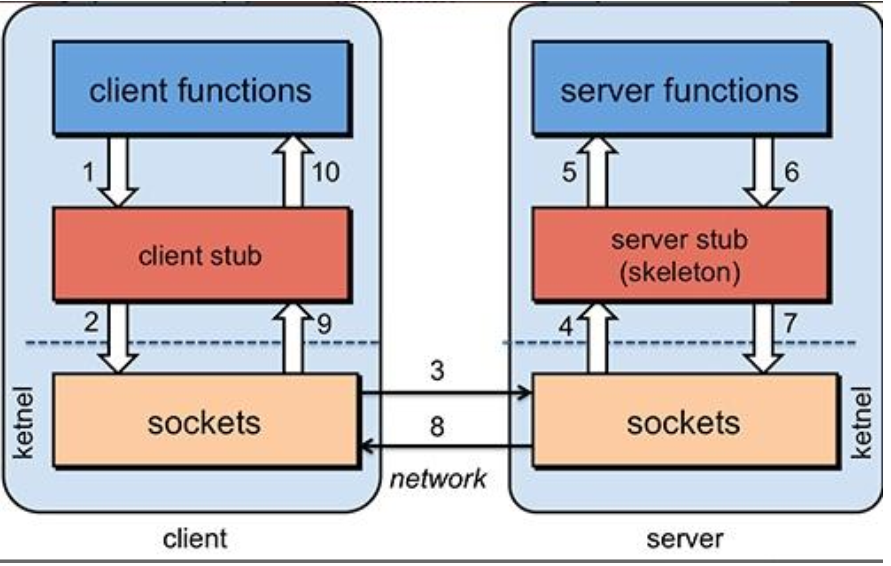 client functions
server functions
1
10
5
6
client stub
server stub
(skeleton)
2
9
4
7
3
ketnel
sockets
sockets
ketnel
8
network
client
server